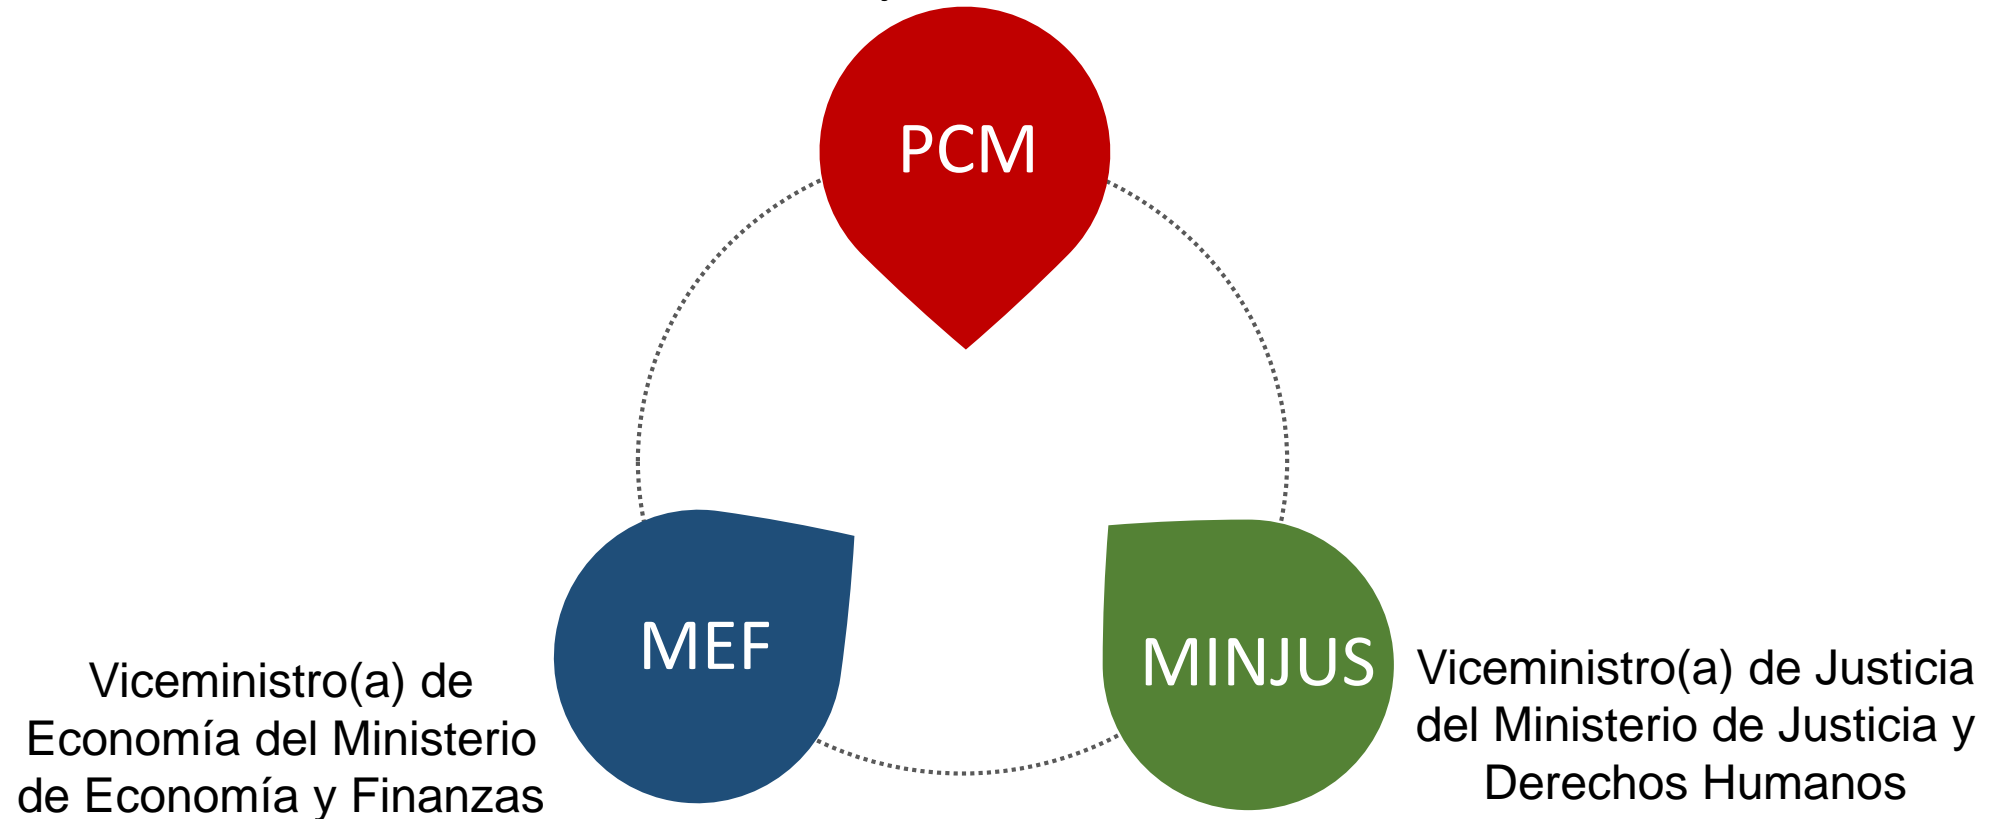 PCM
MEF
MINJUS
Viceministro(a) de
Economía del Ministerio
de Economía y Finanzas
Viceministro(a) de Justicia
del Ministerio de Justicia y
Derechos Humanos